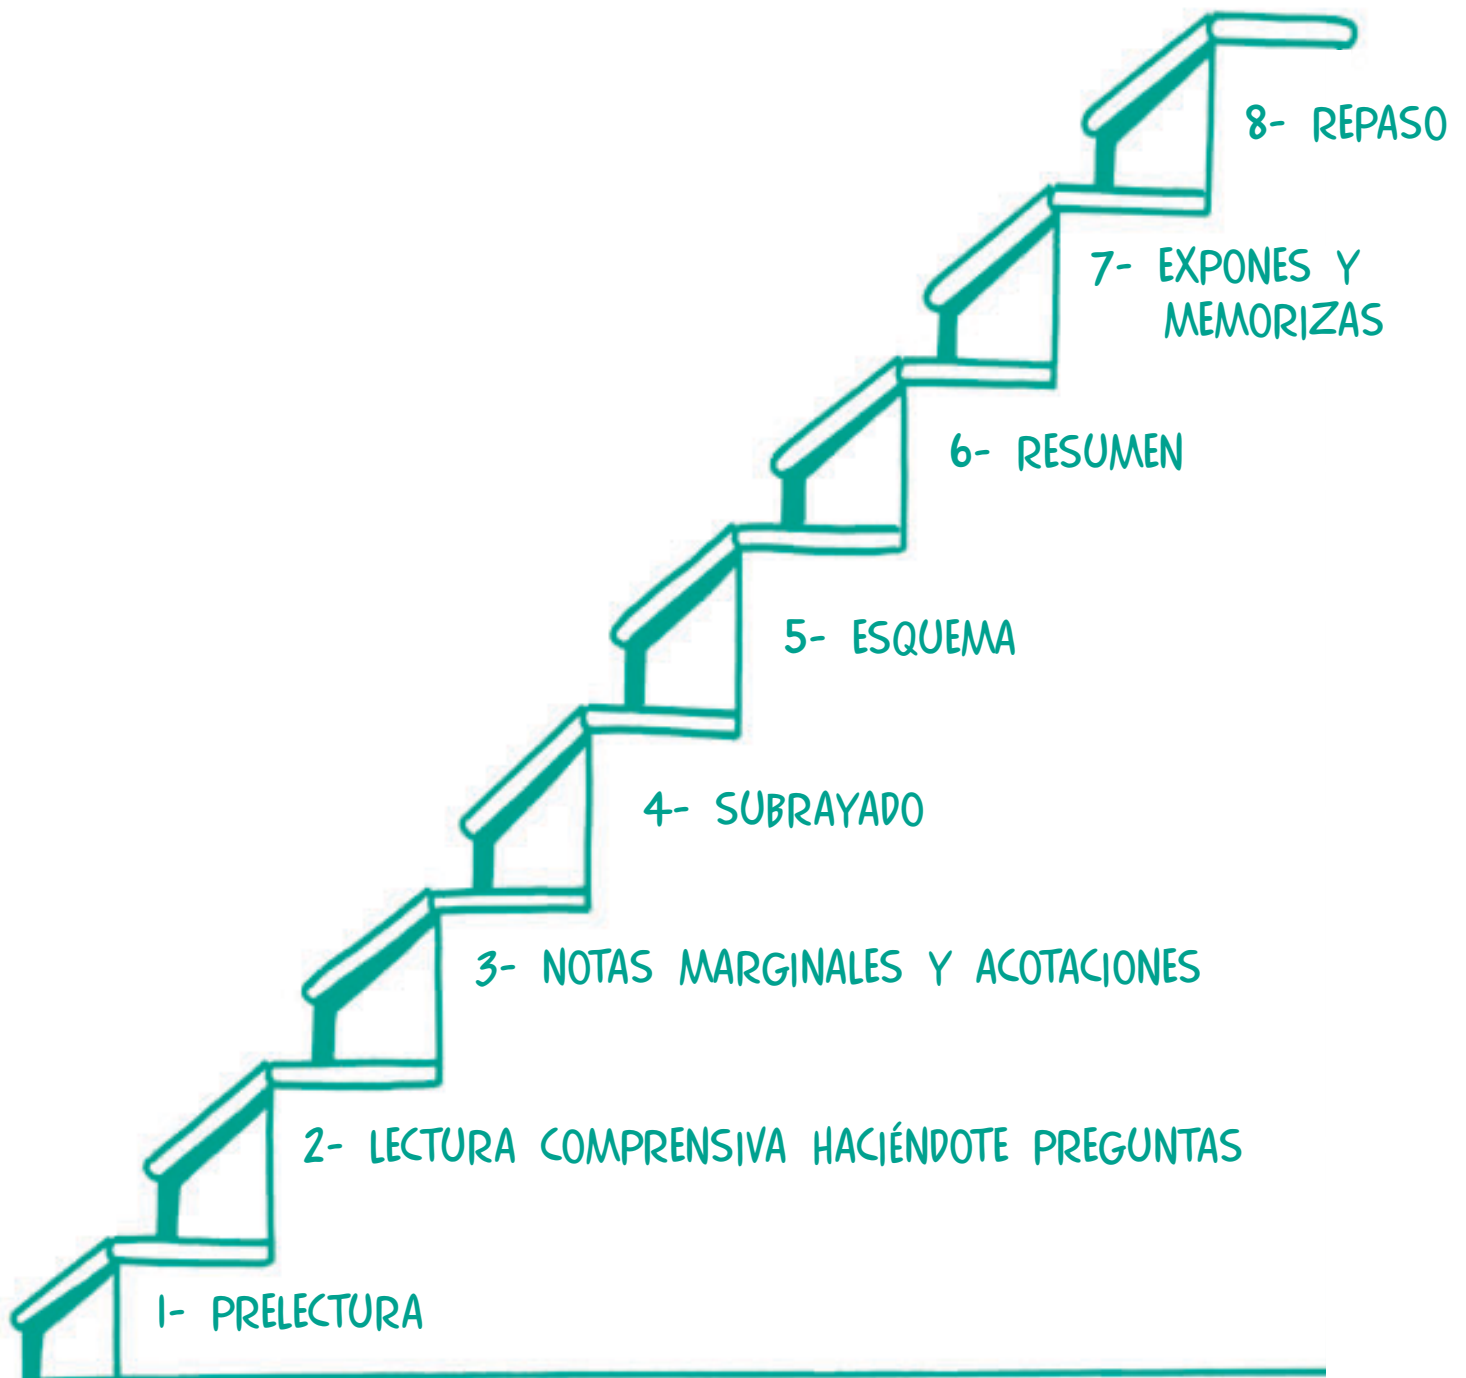 8- REPASO
7- EXPONES Y
MEMORIZAS
6- RESUMEN
5- ESQUEMA
4- SUBRAYADO
3- NOTAS MARGINALES Y ACOTACIONES
2- LECTURA COMPRENSIVA HACIÉNDOTE PREGUNTAS
1- PRELECTURA